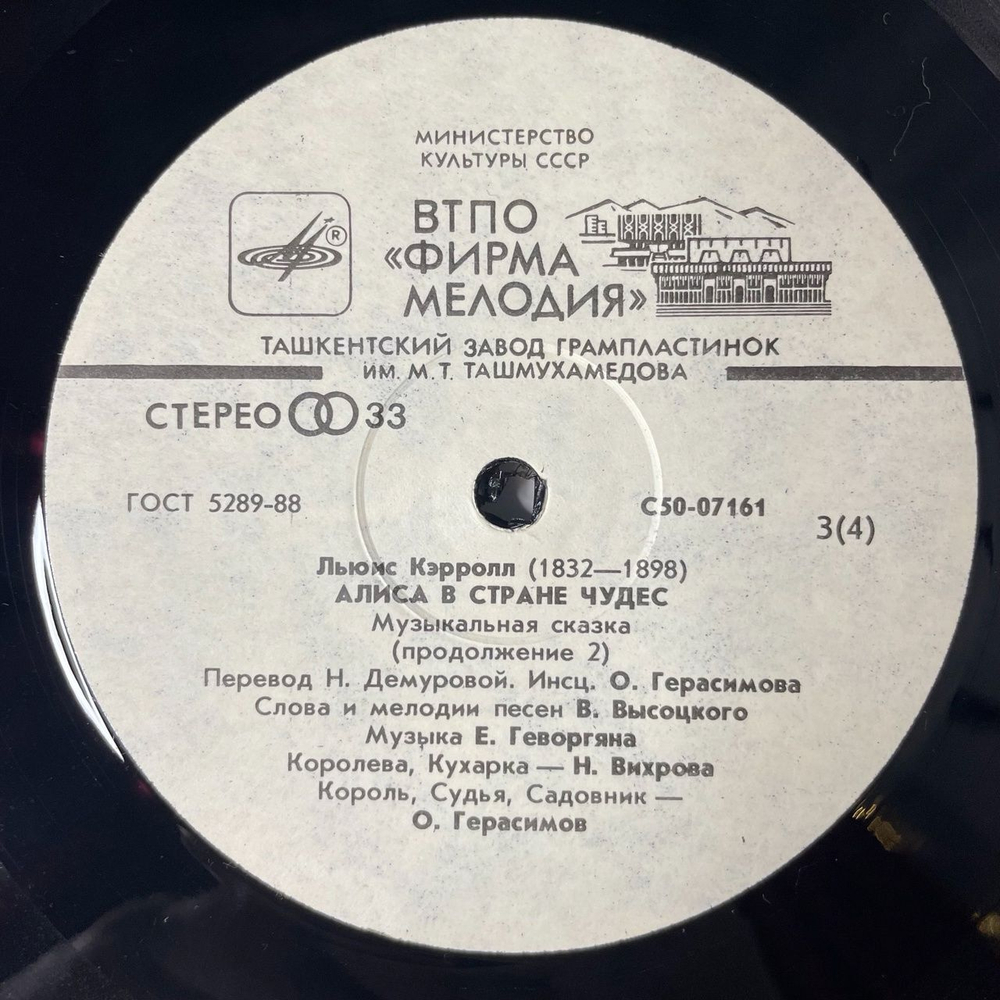 МИНИСТЕРСТВО
КУЛЬТУРЫ СССР
ВТПО
«ФИРМА
МЕЛОДИЯ»
®
ТАШКЕНТСКИЙ ЗАВОД ГРАМПЛАСТИНОК
ИМ. М. Т. ТАШМУХАМЕДОВА
СТЕРЕО 33
ГОСТ 5289-88
С50-07161
3(4)
Льюис Кэрролл (1832—1898)
АЛИСА В СТРАНЕ ЧУДЕС
Музыкальная сказка
(продолжение 2)
Перевод Н. Демуровой. Инсц. О. Герасимова
Слова и мелодии песен В. Высоцкого
Музыка Е. Геворгяна
Королева, Кухарка — Н. Вихрова
Король, Судья, Садовник —
О. Герасимов